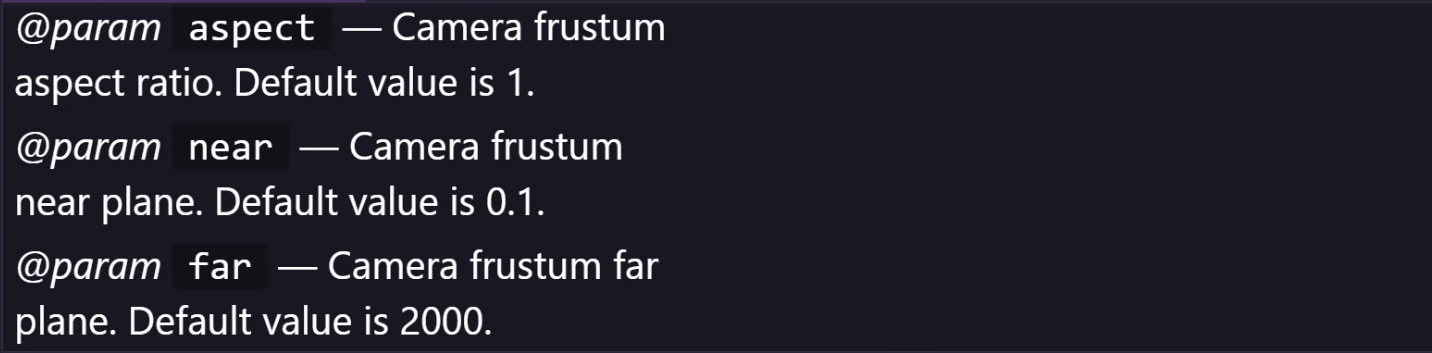 @param aspect — Camera frustum
aspect ratio. Default value is 1.
@param near — Camera frustum
near plane. Default value is 0.1.
@param far — Camera frustum far
plane. Default value is 2000.